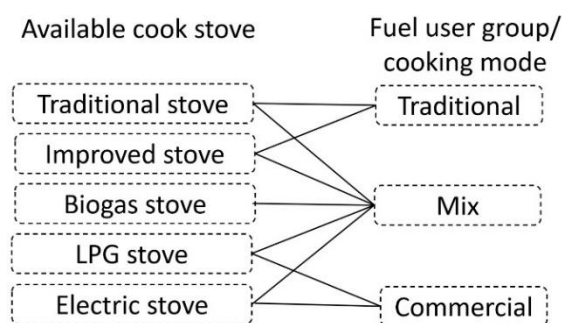 Available cook stove
Fuel user group/
cooking mode
Traditional stove
Improved stove
Biogas stove
LPG stove
Electric stove
Traditional
Mix
Commercial